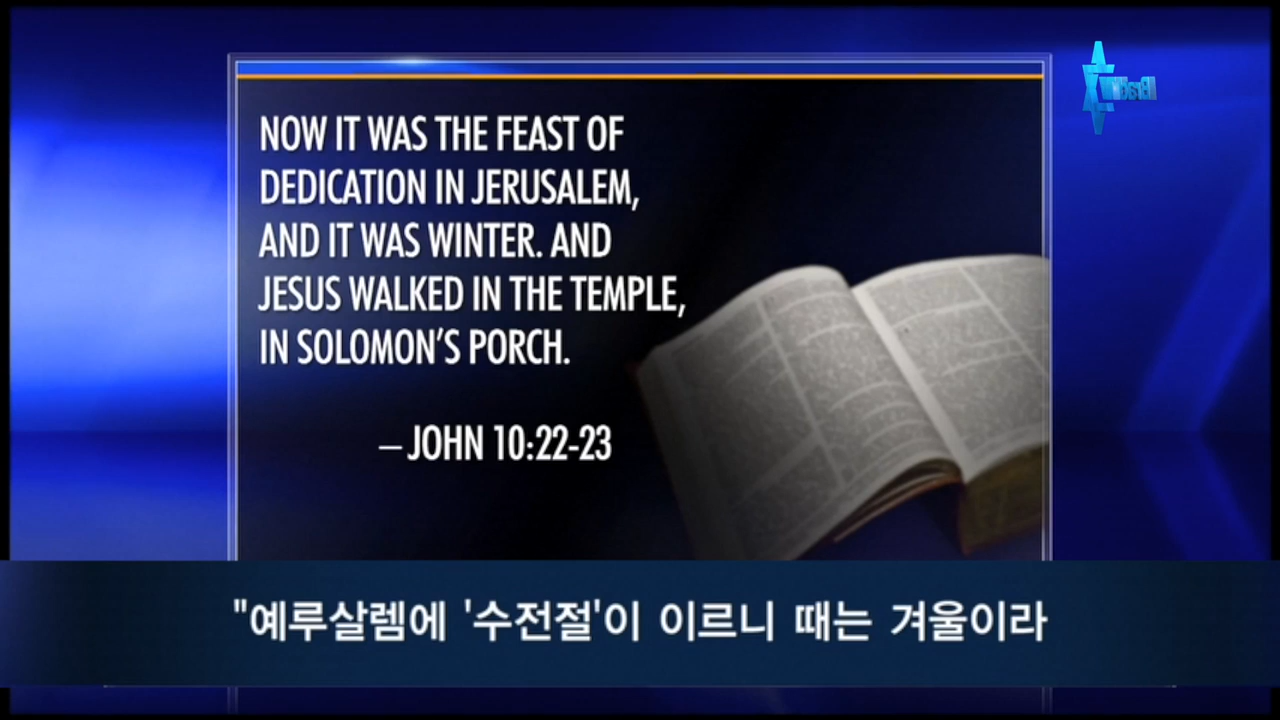 NOW IT WAS THE FEAST OF
DEDICATION IN JERUSALEM,
AND IT WAS WINTER. AND
JESUS WALKED IN THE TEMPLE,
IN SOLOMON'S PORCH.
– JOHN 10:22-23
"예루살렘에 '수전절'이 이르니 때는 겨울이라